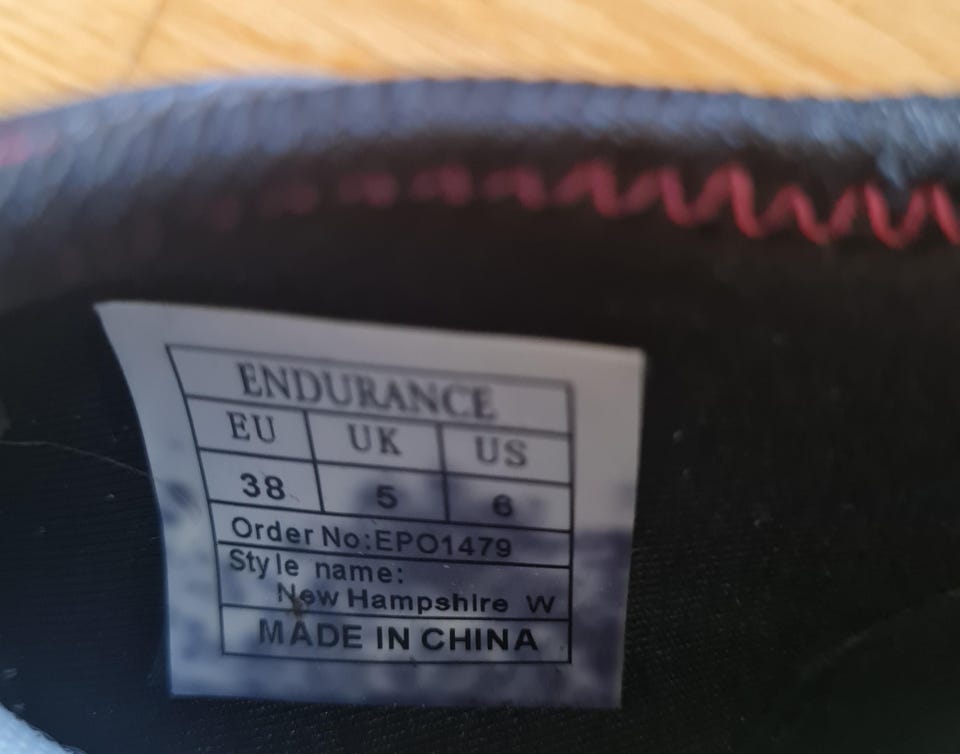 ENDURANCE
EU UK US
38 5 6
Order No:EPO1479
Style name:
New Hampshire W
MADE IN CHINA